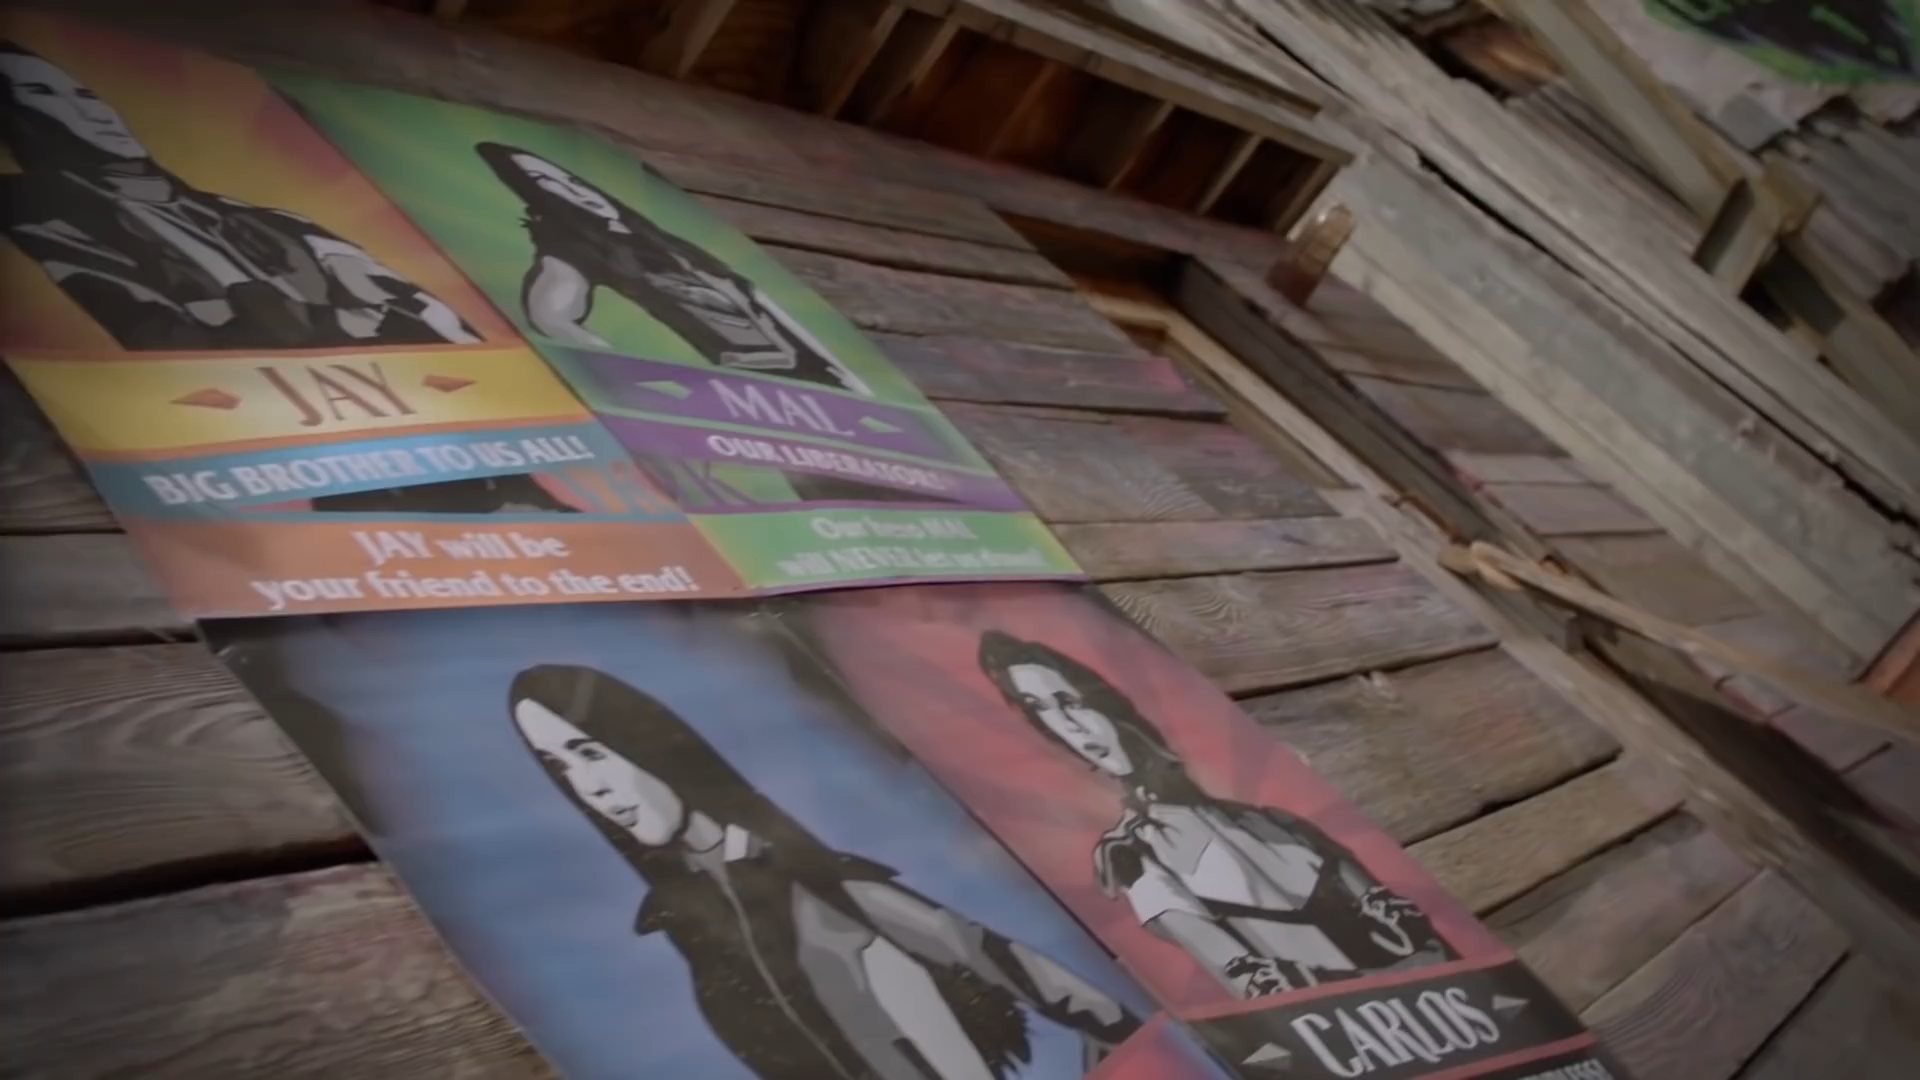 JAY
BIG BROTHER TO US ALL!
JAY will be
your friend to the end!
MAL
OUR LIBERATOR!
Our hero MAL
will NEVER let us down!
CARLOS